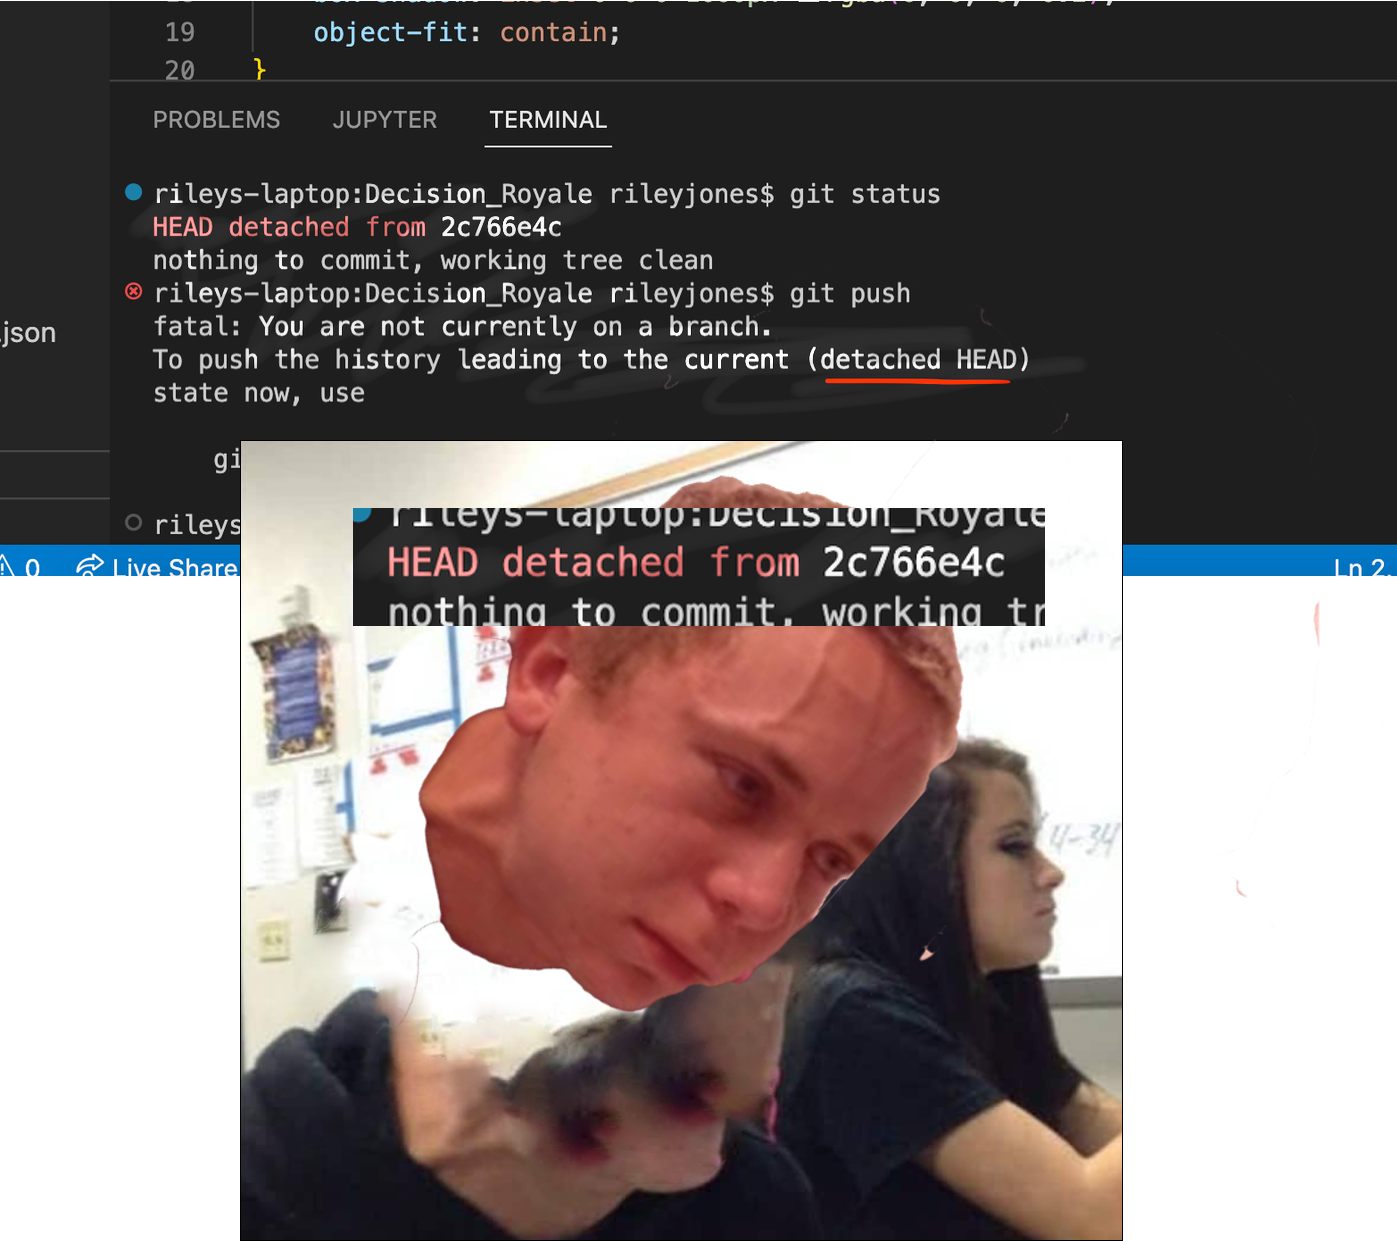 19 object-fit: contain;
20 }
PROBLEMS JUPYTER TERMINAL
rileys-laptop:Decision_Royale rileyjones$ git status
HEAD detached from 2c766e4c
nothing to commit, working tree clean
rileys-laptop:Decision_Royale rileyjones$ git push
fatal: You are not currently on a branch.
.json
To push the history leading to the current (detached HEAD)
state now, use
gi
rileys
0 Live Share
Ln 2,
rileys-laptop:Decision_Royale
HEAD detached from 2c766e4c
nothing to commit, working tr
14-34